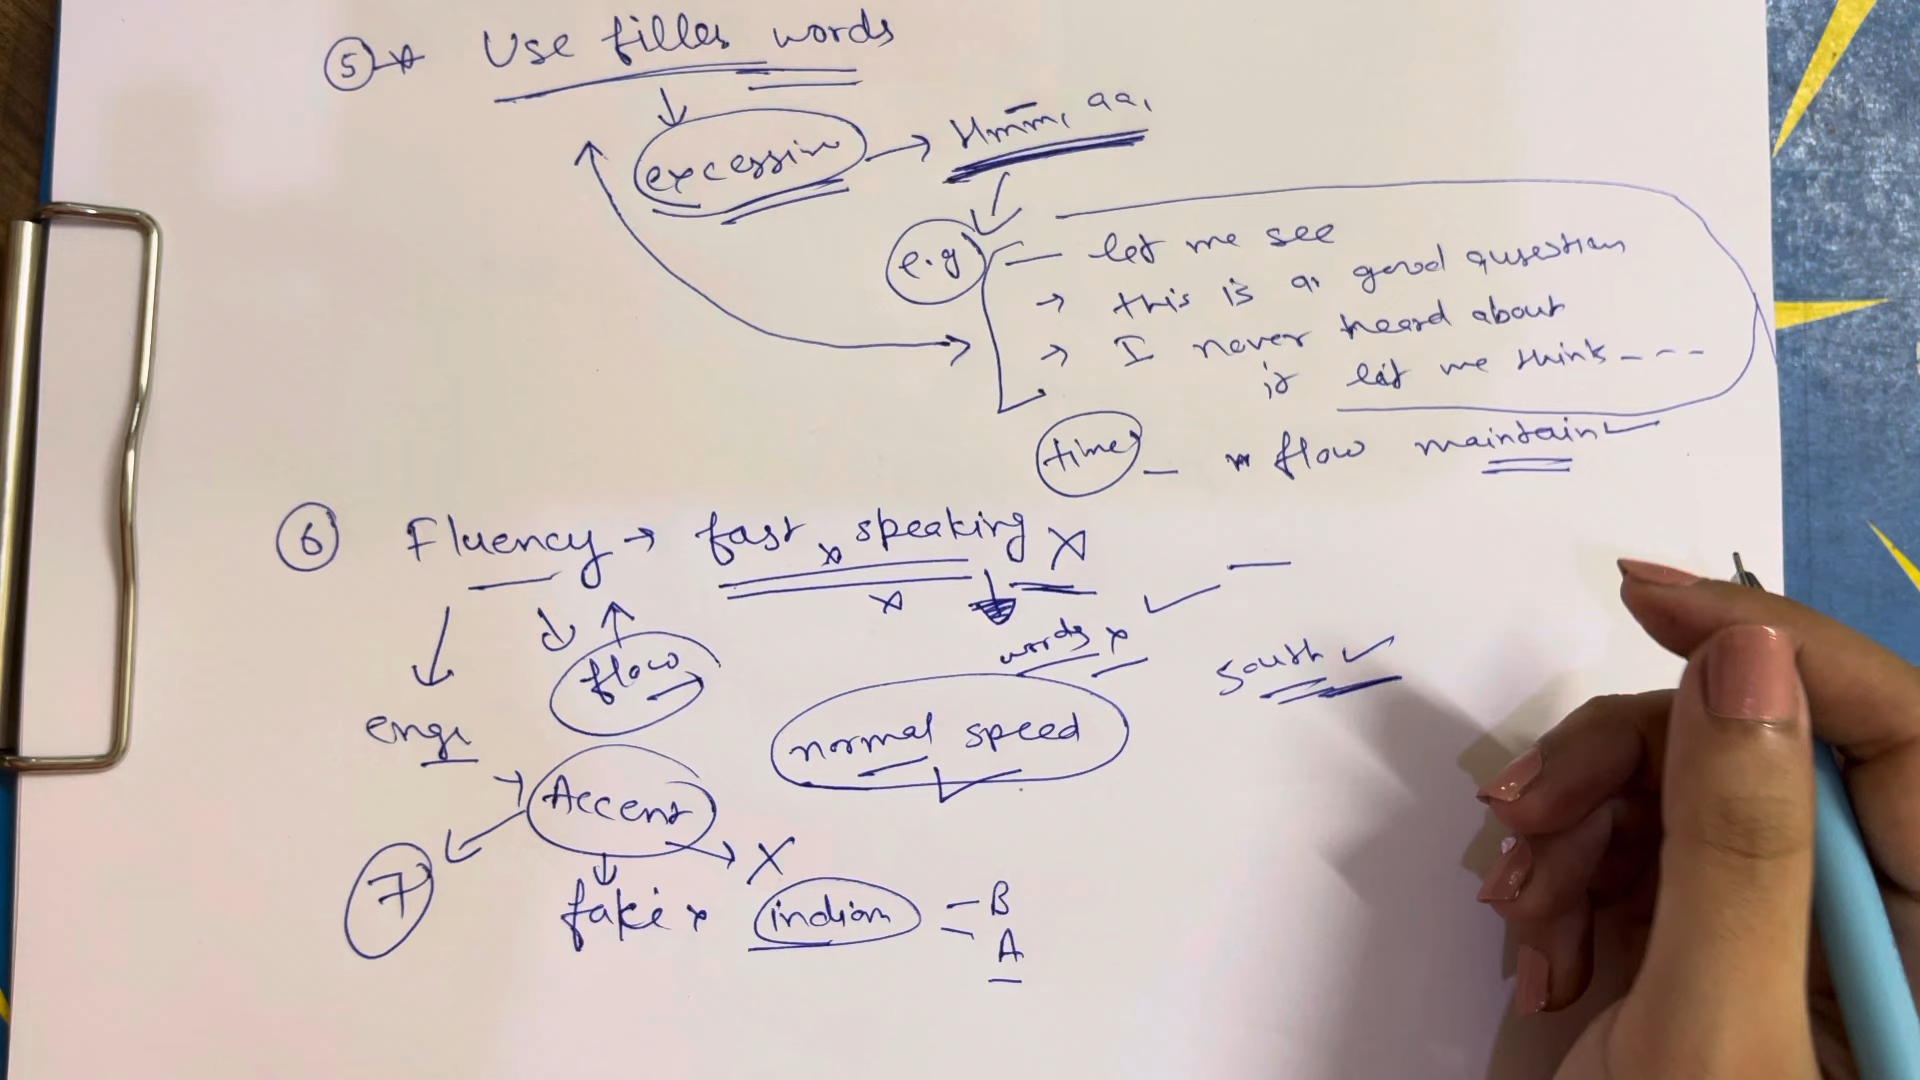 5 Use filler words
excessive → Hmm, aa,
e.g — let me see
→ this is a good question
→ I never heard about
it let me think - - - -
time — flow maintain ✓
6 Fluency → fast x speaking X
x
words x ✓ —
flow
south ✓
eng
normal speed
Accent
7 X
fake x indian — B
— A